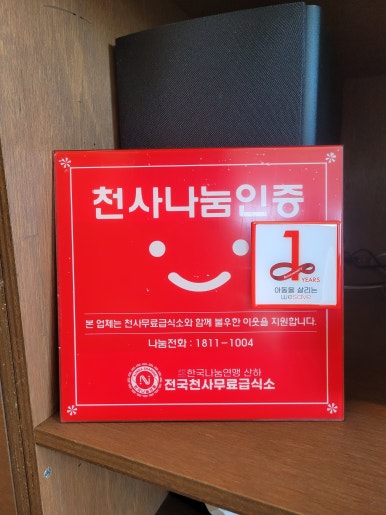 천사나눔인증
1
YEARS
아동을 살리는
we save
본 업체는 천사무료급식소와 함께 불우한 이웃을 지원합니다.
나눔전화 : 1811-1004
한국나눔연맹 산하
전국천사무료급식소
N